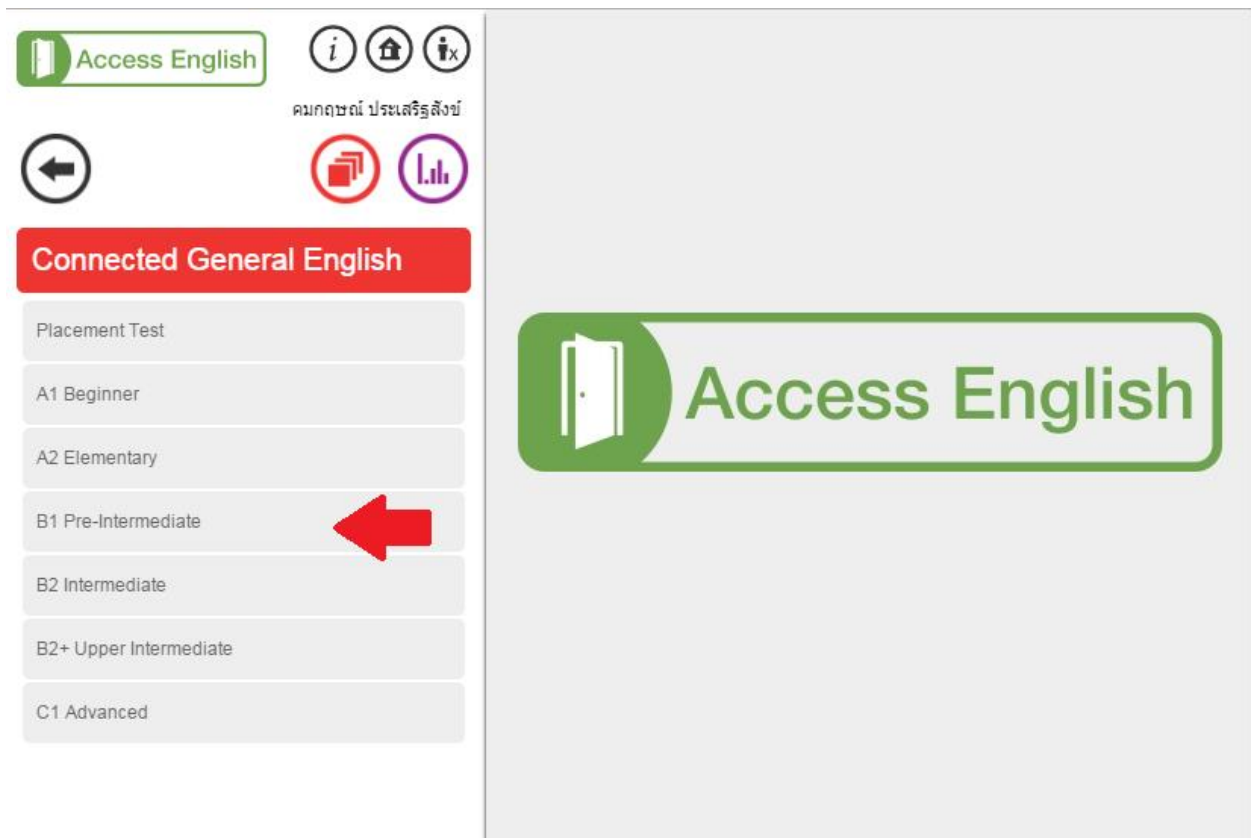 Access English
คมกฤษณ์ ประเสริฐสังข์
Connected General English
Placement Test
A1 Beginner
A2 Elementary
B1 Pre-Intermediate
B2 Intermediate
B2+ Upper Intermediate
C1 Advanced
Access English